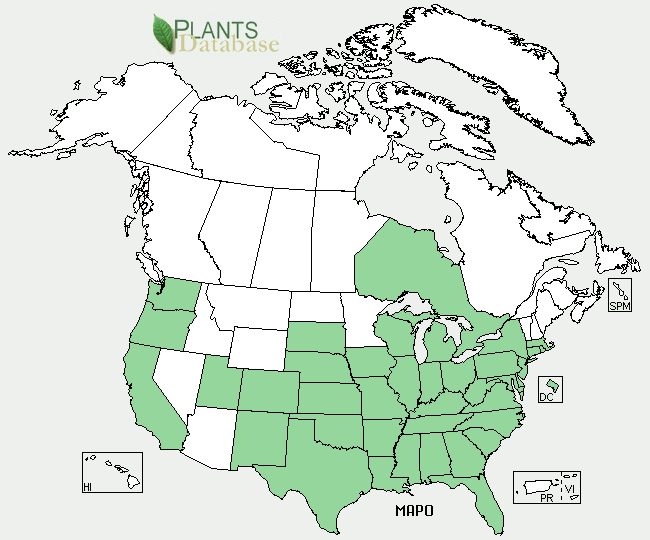 PLANTS
Database
SPM
DC
HI
PR
VI
MAPO